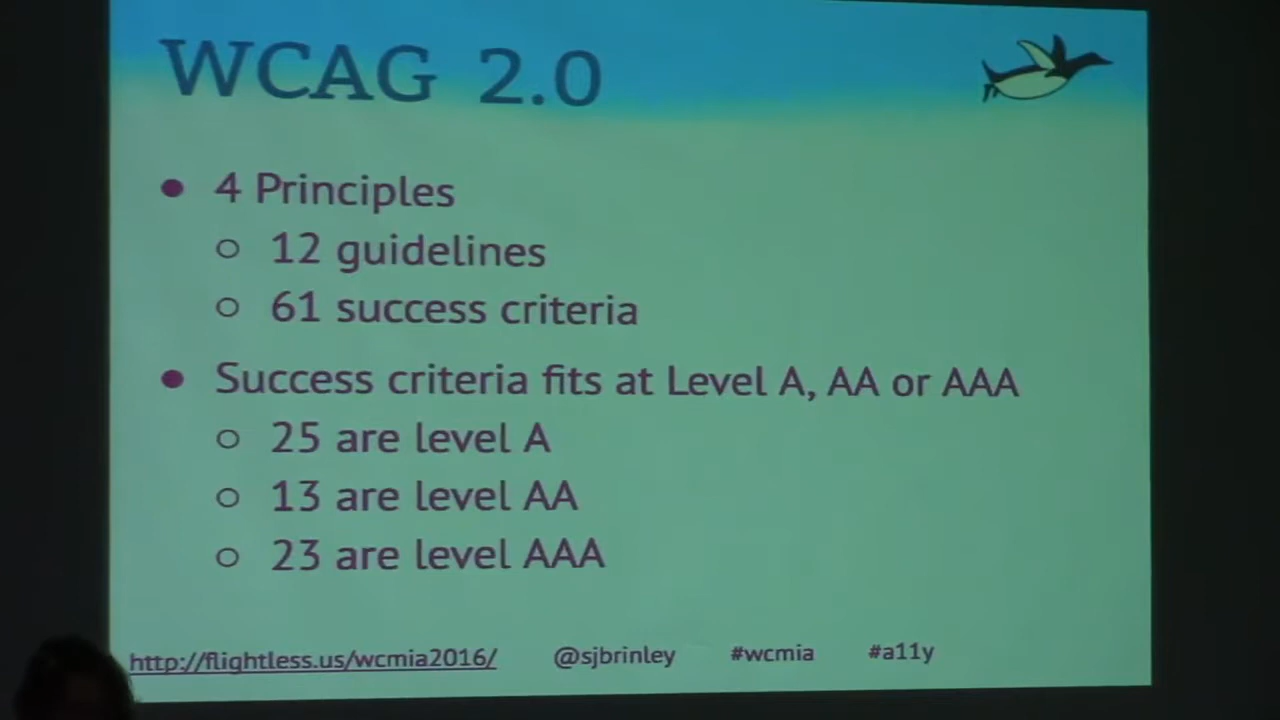 WCAG 2.0
• 4 Principles
○ 12 guidelines
○ 61 success criteria
• Success criteria fits at Level A, AA or AAA
○ 25 are level A
○ 13 are level AA
○ 23 are level AAA
http://flightless.us/wcmia2016/ @sjbrinley #wcmia #a11y